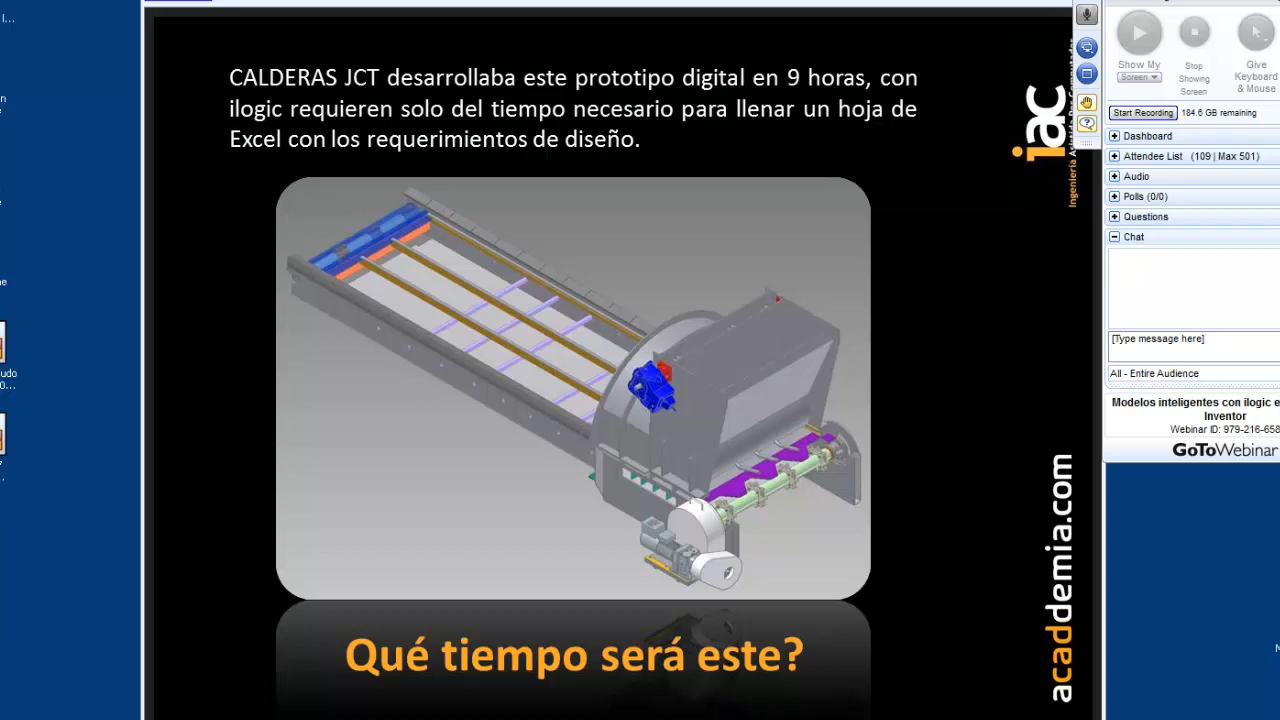 CALDERAS JCT desarrollaba este prototipo digital en 9 horas, con
ilogic requieren solo del tiempo necesario para llenar un hoja de
Excel con los requerimientos de diseño.
Qué tiempo será este?
iac
acaddemia.com
Show My
Screen
Stop
Showing
Screen
Give
Keyboard
& Mouse
Start Recording
184.6 GB remaining
Dashboard
Attendee List (109 | Max 501)
Audio
Polls (0/0)
Questions
Chat
[Type message here]
All - Entire Audience
Modelos inteligentes con ilogic e
Inventor
Webinar ID: 979-216-658
GoToWebinar